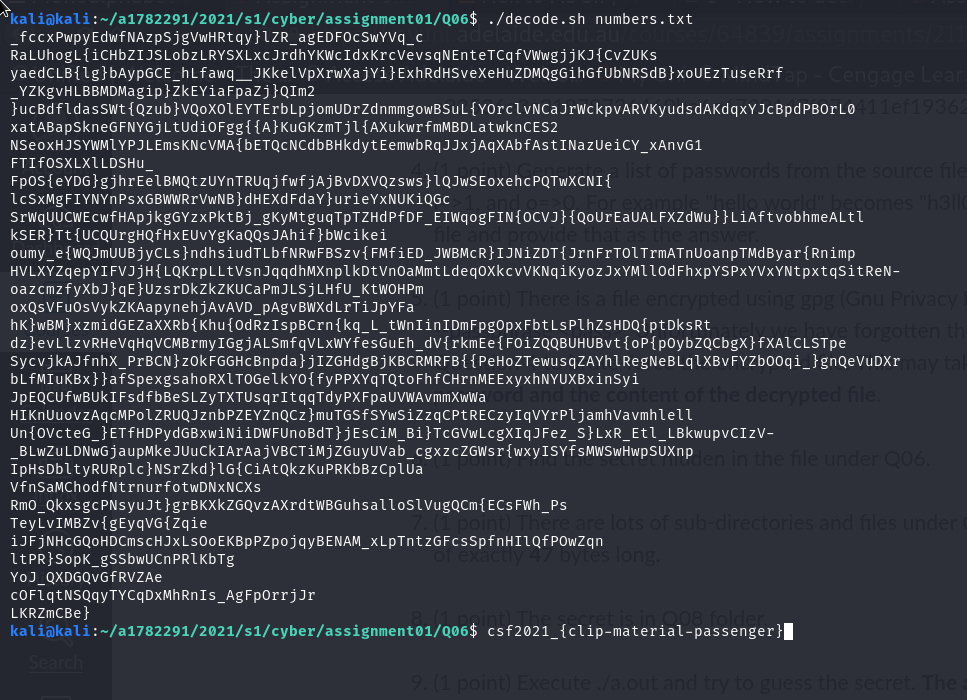 kali@kali:~/a1782291/2021/s1/cyber/assignment01/Q06$ ./decode.sh numbers.txt
_fccxPwpyEdwfNAzpSjgVwHRtqy}lZR_agEDFOcSwYVq_c
RaLUhogL{iCHbZIJSLobzLRYSXLxcJrdhYKWcIdxKrcVevsqNEnteTCqfVWwgjjKJ{CvZUKs
yaedCLB{lg}bAypGCE_hLfawq__JKkelVpXrwXajYi}ExhRdHSveXeHuZDMQgGihGfUbNRSdB}xoUEzTuseRrf
_YZKgvHLBBMDMagip}ZkEYiaFpaZj}QIm2
}ucBdfldasSWt{Qzub}VQoXOlEYTErbLpjomUDrZdnmmgowBSul{YOrclvNCaJrWckpvARVKyudsdAKdqxYJcBpdPBOrL0
xatABapSkneGFNYGjLtUdiOFgg{{A}KuGKzmTjl{AXukwrfmMBDLatwknCES2
NSeoxHJSYWMlYPJLEmsKNcVMA{bETQcNCdbBHkdytEemwbRqJJxjAqXAbfAstINazUeiCY_xAnvG1
FTIfOSXLXlLDSHu_
FpOS{eYDG}gjhrEelBMQtzUYnTRUqjfwfjAjBvDXVQzsws}lQJwSEoxehcPQTwXCNI{
lcSxMgFIYNYnPsxGBWWRrVwNB}dHEXdFdaY}urieYxNUKiQGc
SrWqUUCWEcwfHApjkgGYzxPktBj_gKyMtguqTpTZHdPfDF_EIWqogFIN{OCVJ}{QoUrEaUALFXZdWu}}LiAftvobhmeALtl
kSER}Tt{UCQUrgHQfHxEUvYgKaQQsJAhif}bWcikei
oumy_e{WQJmUUBjyCLs}ndhsiudTLbfNRwFBSzv{FMfiED_JWBMcR}IJNiZDT{JrnFrTOlTrmATnUoanpTMdByar{Rnimp
HVLXYZqepYIFVJjH{LQKrpLLtVsnJqqdhMXnplkDtVnOaMmtLdeqOXkcvVKNqiKyozJxYMllOdFhxpYSPxYVxYNtpxtqSitReN-
oazcmzfyXbJ}qE}UzsrDkZkZKUCaPmJLSjLHfU_KtWOHPm
oxQsVFuOsVykZKAapynehjAvAVD_pAgvBWXdLrTiJpYFa
hK}wBM}xzmidGEZaXXRb{Khu{OdRzIspBCrn{kq_L_tWnIinIDmFpgOpxFbtLsPlhZsHDQ{ptDksRt
dz}evLlzvRHeVqHqVCMBrmyIGgjALSmfqVLxWYfesGuEh_dV{rkmEe{FOiZQQBUHUBvt{oP{pOybZQCbgX}fXAlCLSTpe
SycvjKATfnhX_PrBCN}zOkFGGHcBnpda}jIZGHdgBjKBCRMRFB{{PeHoZTewusqZAYhlRegNeBLQlXBvFYZbOOqi_}gnQeVuDXr
bLfMIuKBx}}afSpexgsahoRXlTOGelkYO{fyPPXYqTQtoFhfCHrnMEExyxhNYUXBxinSyi
JpEQCUfwBUkIFsdfbBeSLZyTXTUsqrItqqTdyPXFpaUVWAvmmXwWa
HIKnUuovzAqcMPolZRUQJznbPZEYZnQCz}muTGSfSYwSiZzqCPtRECzyIqVYrPljamhVavmhlell
Un{OVcteG_}ETfHDPydGBxwiNiiDWFUnoBdT}jEsCiM_Bi}TcGVwLcgXIqJFez_S}LxR_Etl_LBkwupvCIzV-
_BLwZuLDNwGjaupMkeJUuCkIArAajVBCTiMjZGuyUVab_cgxzcZGWsr{wxyISYfsMWSwHwpSUXnp
IpHsDbltyRURplc}NSrZkd}lG{CiAtQkzKuPRKbBzCplUa
VfnSaMChodfNtrnurfotwDNxNCXs
RmO_QkxsgcPNsyuJt}grBKXkZGQvzAXrdtWBGuhsalloSlVugQCm{ECsFWh_Ps
TeyLvIMBZv{gEyqVG{Zqie
iJFjNHcGQoHDCmscHJxLsOoEKBpPZpojqyBENAM_xLpTntzGFcsSpfnHIlQfPOwZqn
ltPR}SopK_gSSbwUCnPRlKbTg
YoJ_QXDGQvGfRVZAe
cOFlqtNSQqyTYCqDxMhRnIs_AgFpOrrjJr
LKRZmCBe}
kali@kali:~/a1782291/2021/s1/cyber/assignment01/Q06$ csf2021_{clip-material-passenger}
Search